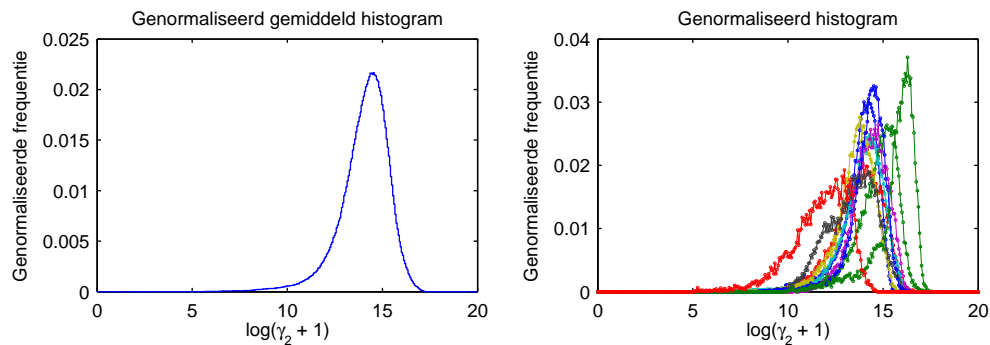 Genormaliseerd gemiddeld histogram
0.025
0.02
0.015
0.01
0.005
0
Genormaliseerde frequentie
0 5 10 15 20
log(γ₂ + 1)
Genormaliseerd histogram
0.04
0.03
0.02
0.01
0
Genormaliseerde frequentie
0 5 10 15 20
log(γ₂ + 1)